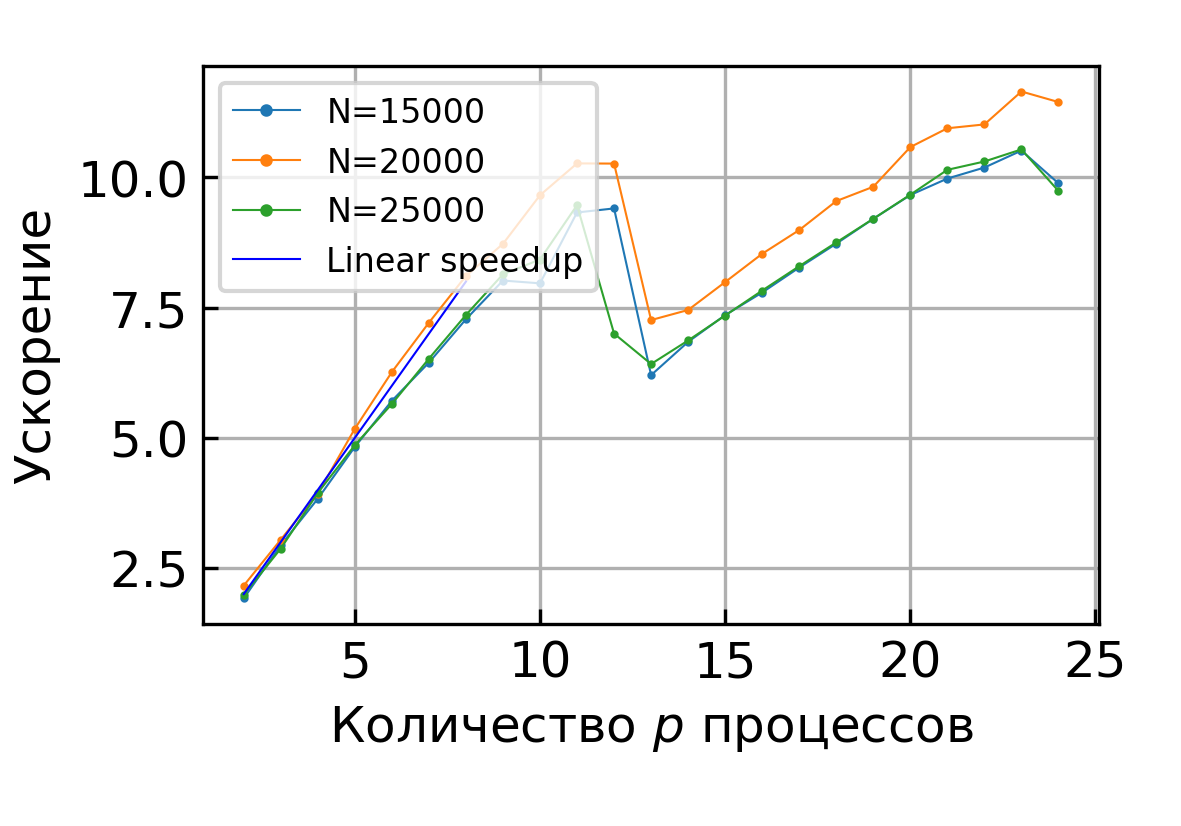 N=15000
N=20000
N=25000
Linear speedup
Ускорение
10.0
7.5
5.0
2.5
5 10 15 20 25
Количество p процессов